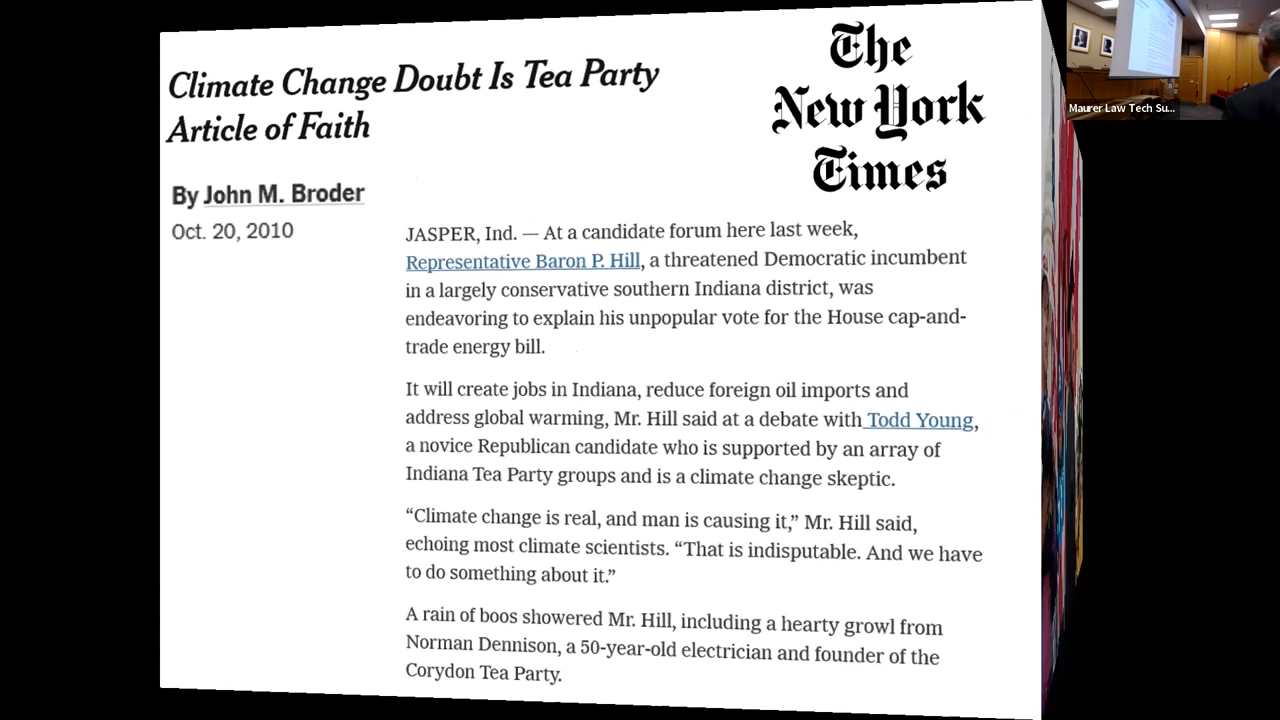 Climate Change Doubt Is Tea Party
Article of Faith
The
New York
Times
By John M. Broder
Oct. 20, 2010
JASPER, Ind. — At a candidate forum here last week,
Representative Baron P. Hill, a threatened Democratic incumbent
in a largely conservative southern Indiana district, was
endeavoring to explain his unpopular vote for the House cap-and-
trade energy bill.
It will create jobs in Indiana, reduce foreign oil imports and
address global warming, Mr. Hill said at a debate with Todd Young,
a novice Republican candidate who is supported by an array of
Indiana Tea Party groups and is a climate change skeptic.
“Climate change is real, and man is causing it,” Mr. Hill said,
echoing most climate scientists. “That is indisputable. And we have
to do something about it.”
A rain of boos showered Mr. Hill, including a hearty growl from
Norman Dennison, a 50-year-old electrician and founder of the
Corydon Tea Party.
Maurer Law Tech Su...